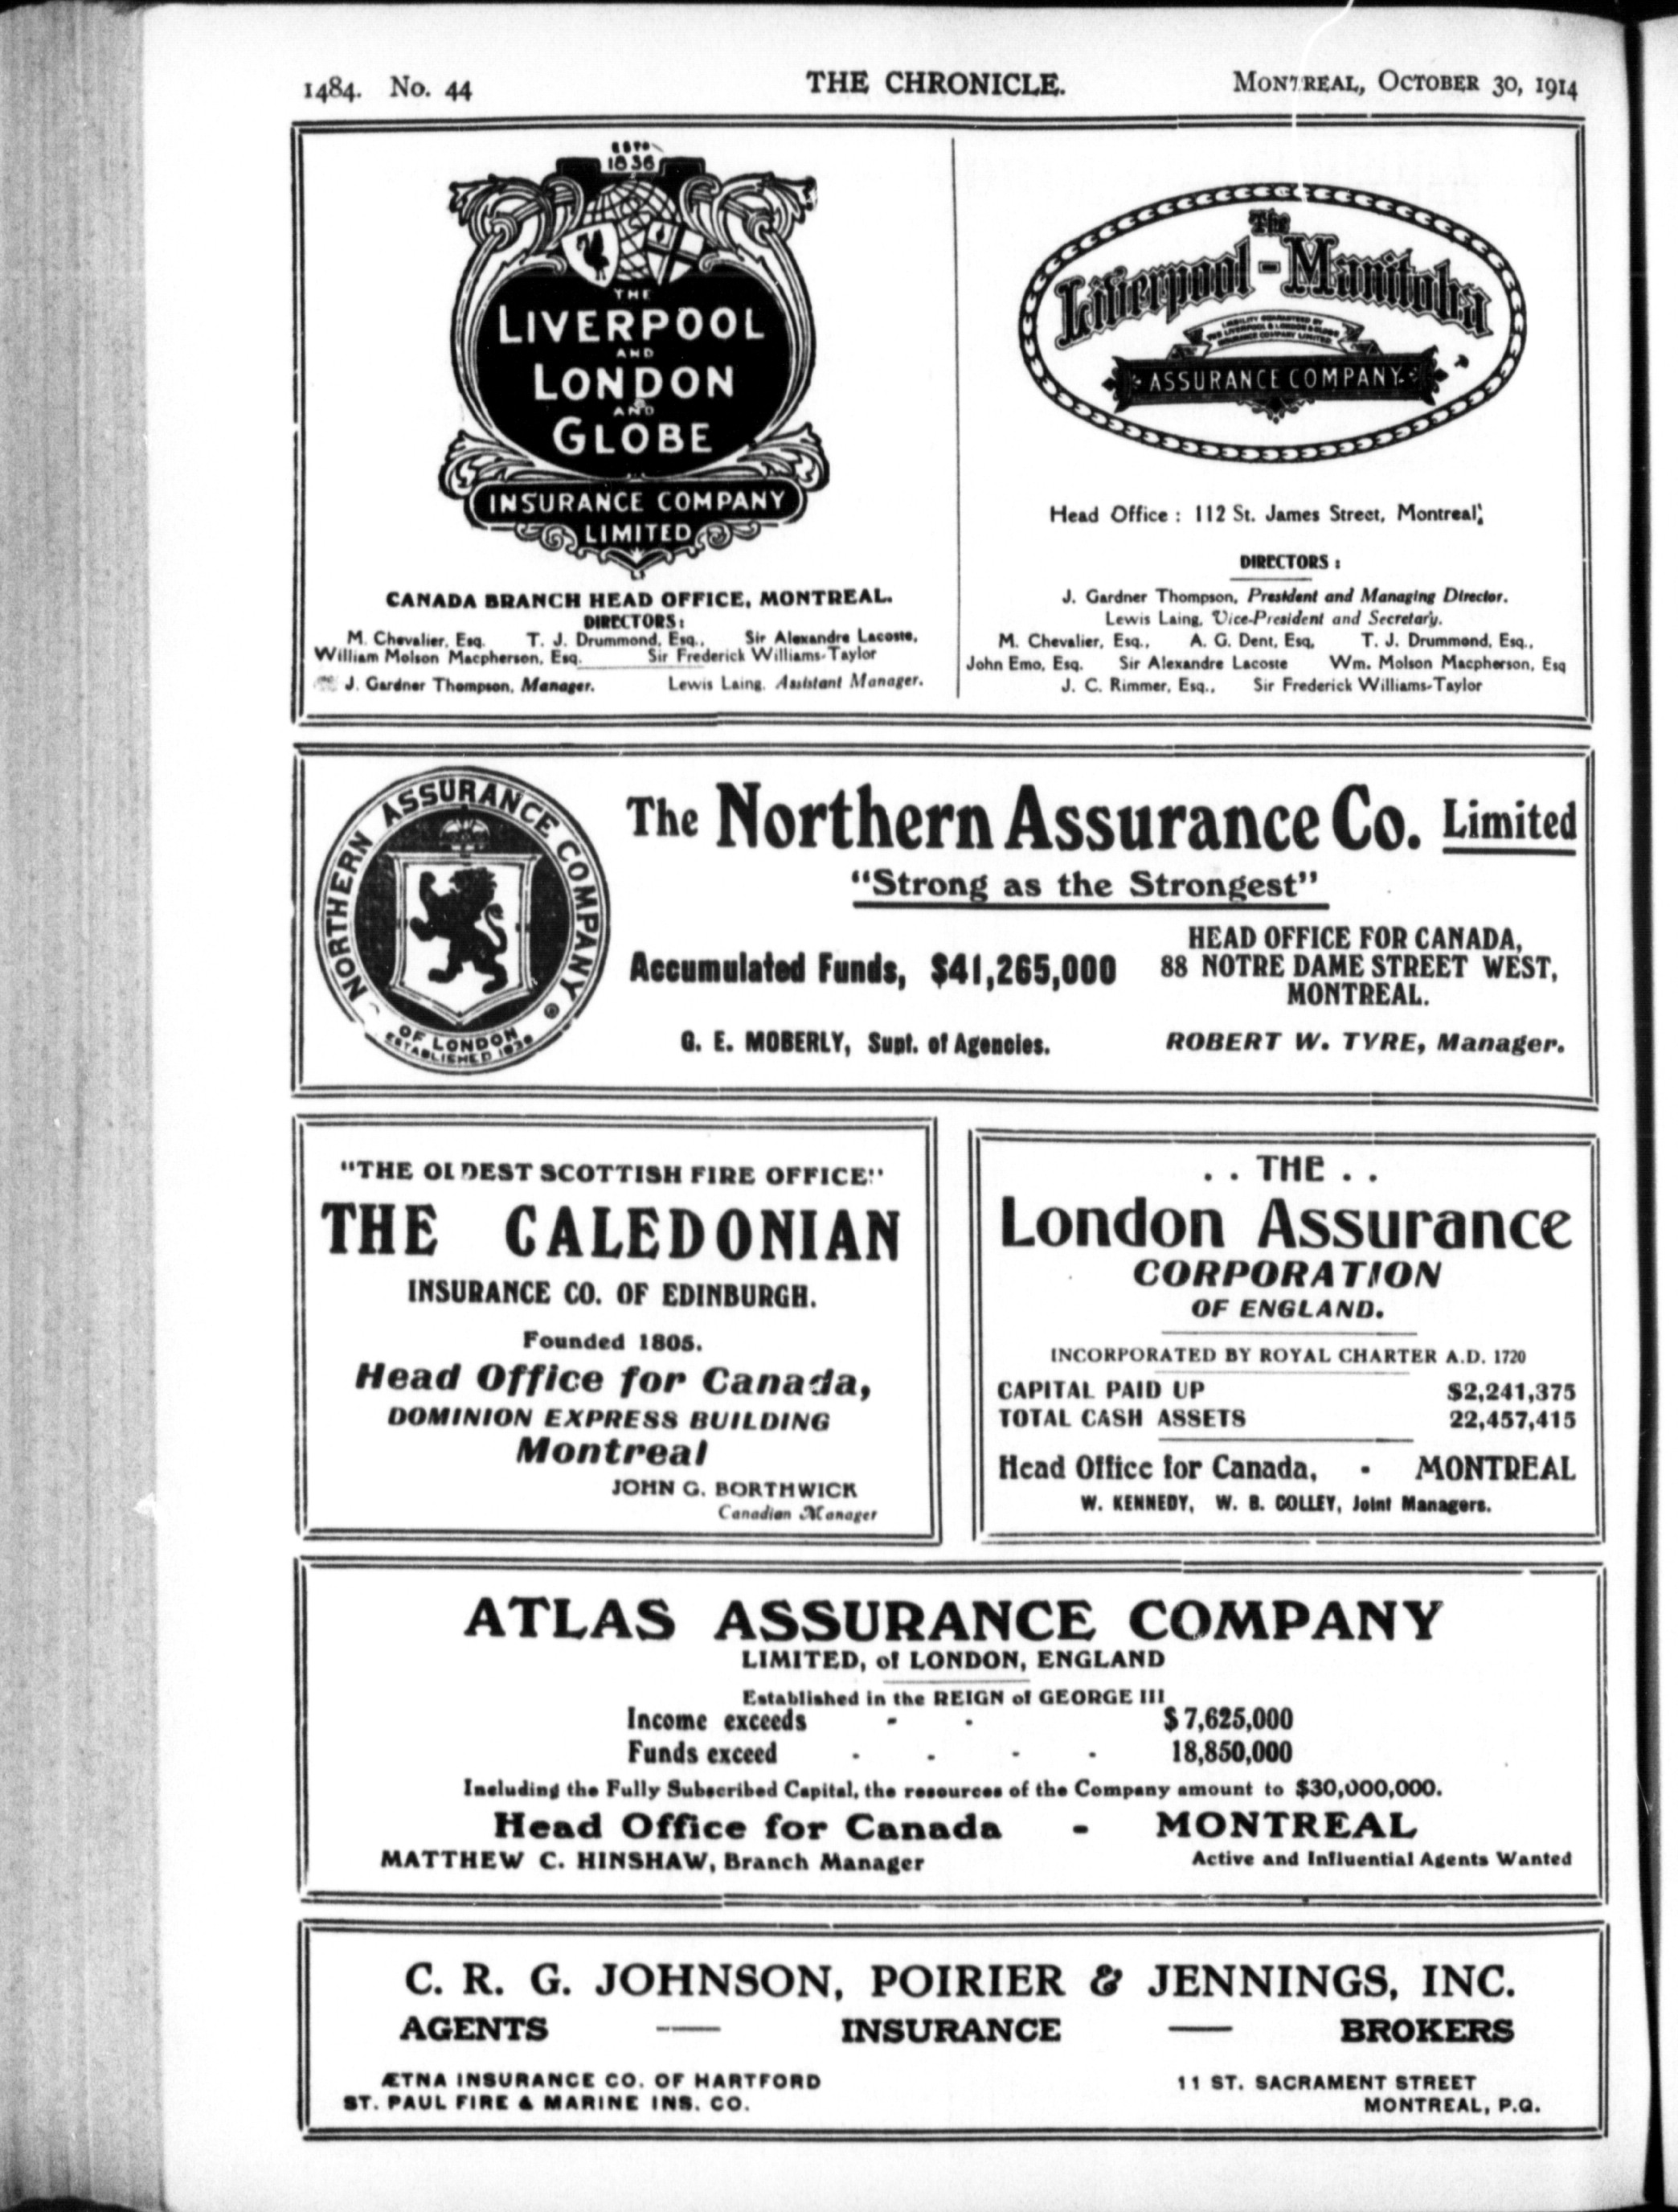 1484. No. 44 THE CHRONICLE. MONTREAL, OCTOBER 30, 1914
ESTD
1836
THE
LIVERPOOL
AND
LONDON
AND
GLOBE
INSURANCE COMPANY
LIMITED
CANADA BRANCH HEAD OFFICE, MONTREAL.
DIRECTORS:
M. Chevalier, Esq. T. J. Drummond, Esq., Sir Alexandre Lacoste,
William Molson Macpherson, Esq. Sir Frederick Williams-Taylor
J. Gardner Thompson, Manager. Lewis Laing, Assistant Manager.
The
Liverpool-Manitoba
LIABILITY GUARANTEED BY
THE LIVERPOOL & LONDON & GLOBE
INSURANCE COMPANY LIMITED
ASSURANCE COMPANY
Head Office : 112 St. James Street, Montreal
DIRECTORS :
J. Gardner Thompson, President and Managing Director.
Lewis Laing, Vice-President and Secretary.
M. Chevalier, Esq., A. G. Dent, Esq, T. J. Drummond, Esq.,
John Emo, Esq. Sir Alexandre Lacoste Wm. Molson Macpherson, Esq
J. C. Rimmer, Esq., Sir Frederick Williams-Taylor
NORTHERN ASSURANCE COMPANY
OF LONDON
ESTABLISHED 1836
The Northern Assurance Co. Limited
"Strong as the Strongest"
Accumulated Funds, $41,265,000
HEAD OFFICE FOR CANADA,
88 NOTRE DAME STREET WEST,
MONTREAL.
G. E. MOBERLY, Supt. of Agencies. ROBERT W. TYRE, Manager.
"THE OLDEST SCOTTISH FIRE OFFICE"
THE CALEDONIAN
INSURANCE CO. OF EDINBURGH.
Founded 1805.
Head Office for Canada,
DOMINION EXPRESS BUILDING
Montreal
JOHN G. BORTHWICK
Canadian Manager
. . THE . .
London Assurance
CORPORATION
OF ENGLAND.
INCORPORATED BY ROYAL CHARTER A.D. 1720
CAPITAL PAID UP $2,241,375
TOTAL CASH ASSETS 22,457,415
Head Office for Canada, - MONTREAL
W. KENNEDY, W. B. COLLEY, Joint Managers.
ATLAS ASSURANCE COMPANY
LIMITED, of LONDON, ENGLAND
Established in the REIGN of GEORGE III
Income exceeds - - $7,625,000
Funds exceed - - - - 18,850,000
Including the Fully Subscribed Capital, the resources of the Company amount to $30,000,000.
Head Office for Canada - MONTREAL
MATTHEW C. HINSHAW, Branch Manager Active and Influential Agents Wanted
C. R. G. JOHNSON, POIRIER & JENNINGS, INC.
AGENTS — INSURANCE — BROKERS
ÆTNA INSURANCE CO. OF HARTFORD
ST. PAUL FIRE & MARINE INS. CO.
11 ST. SACRAMENT STREET
MONTREAL, P.Q.